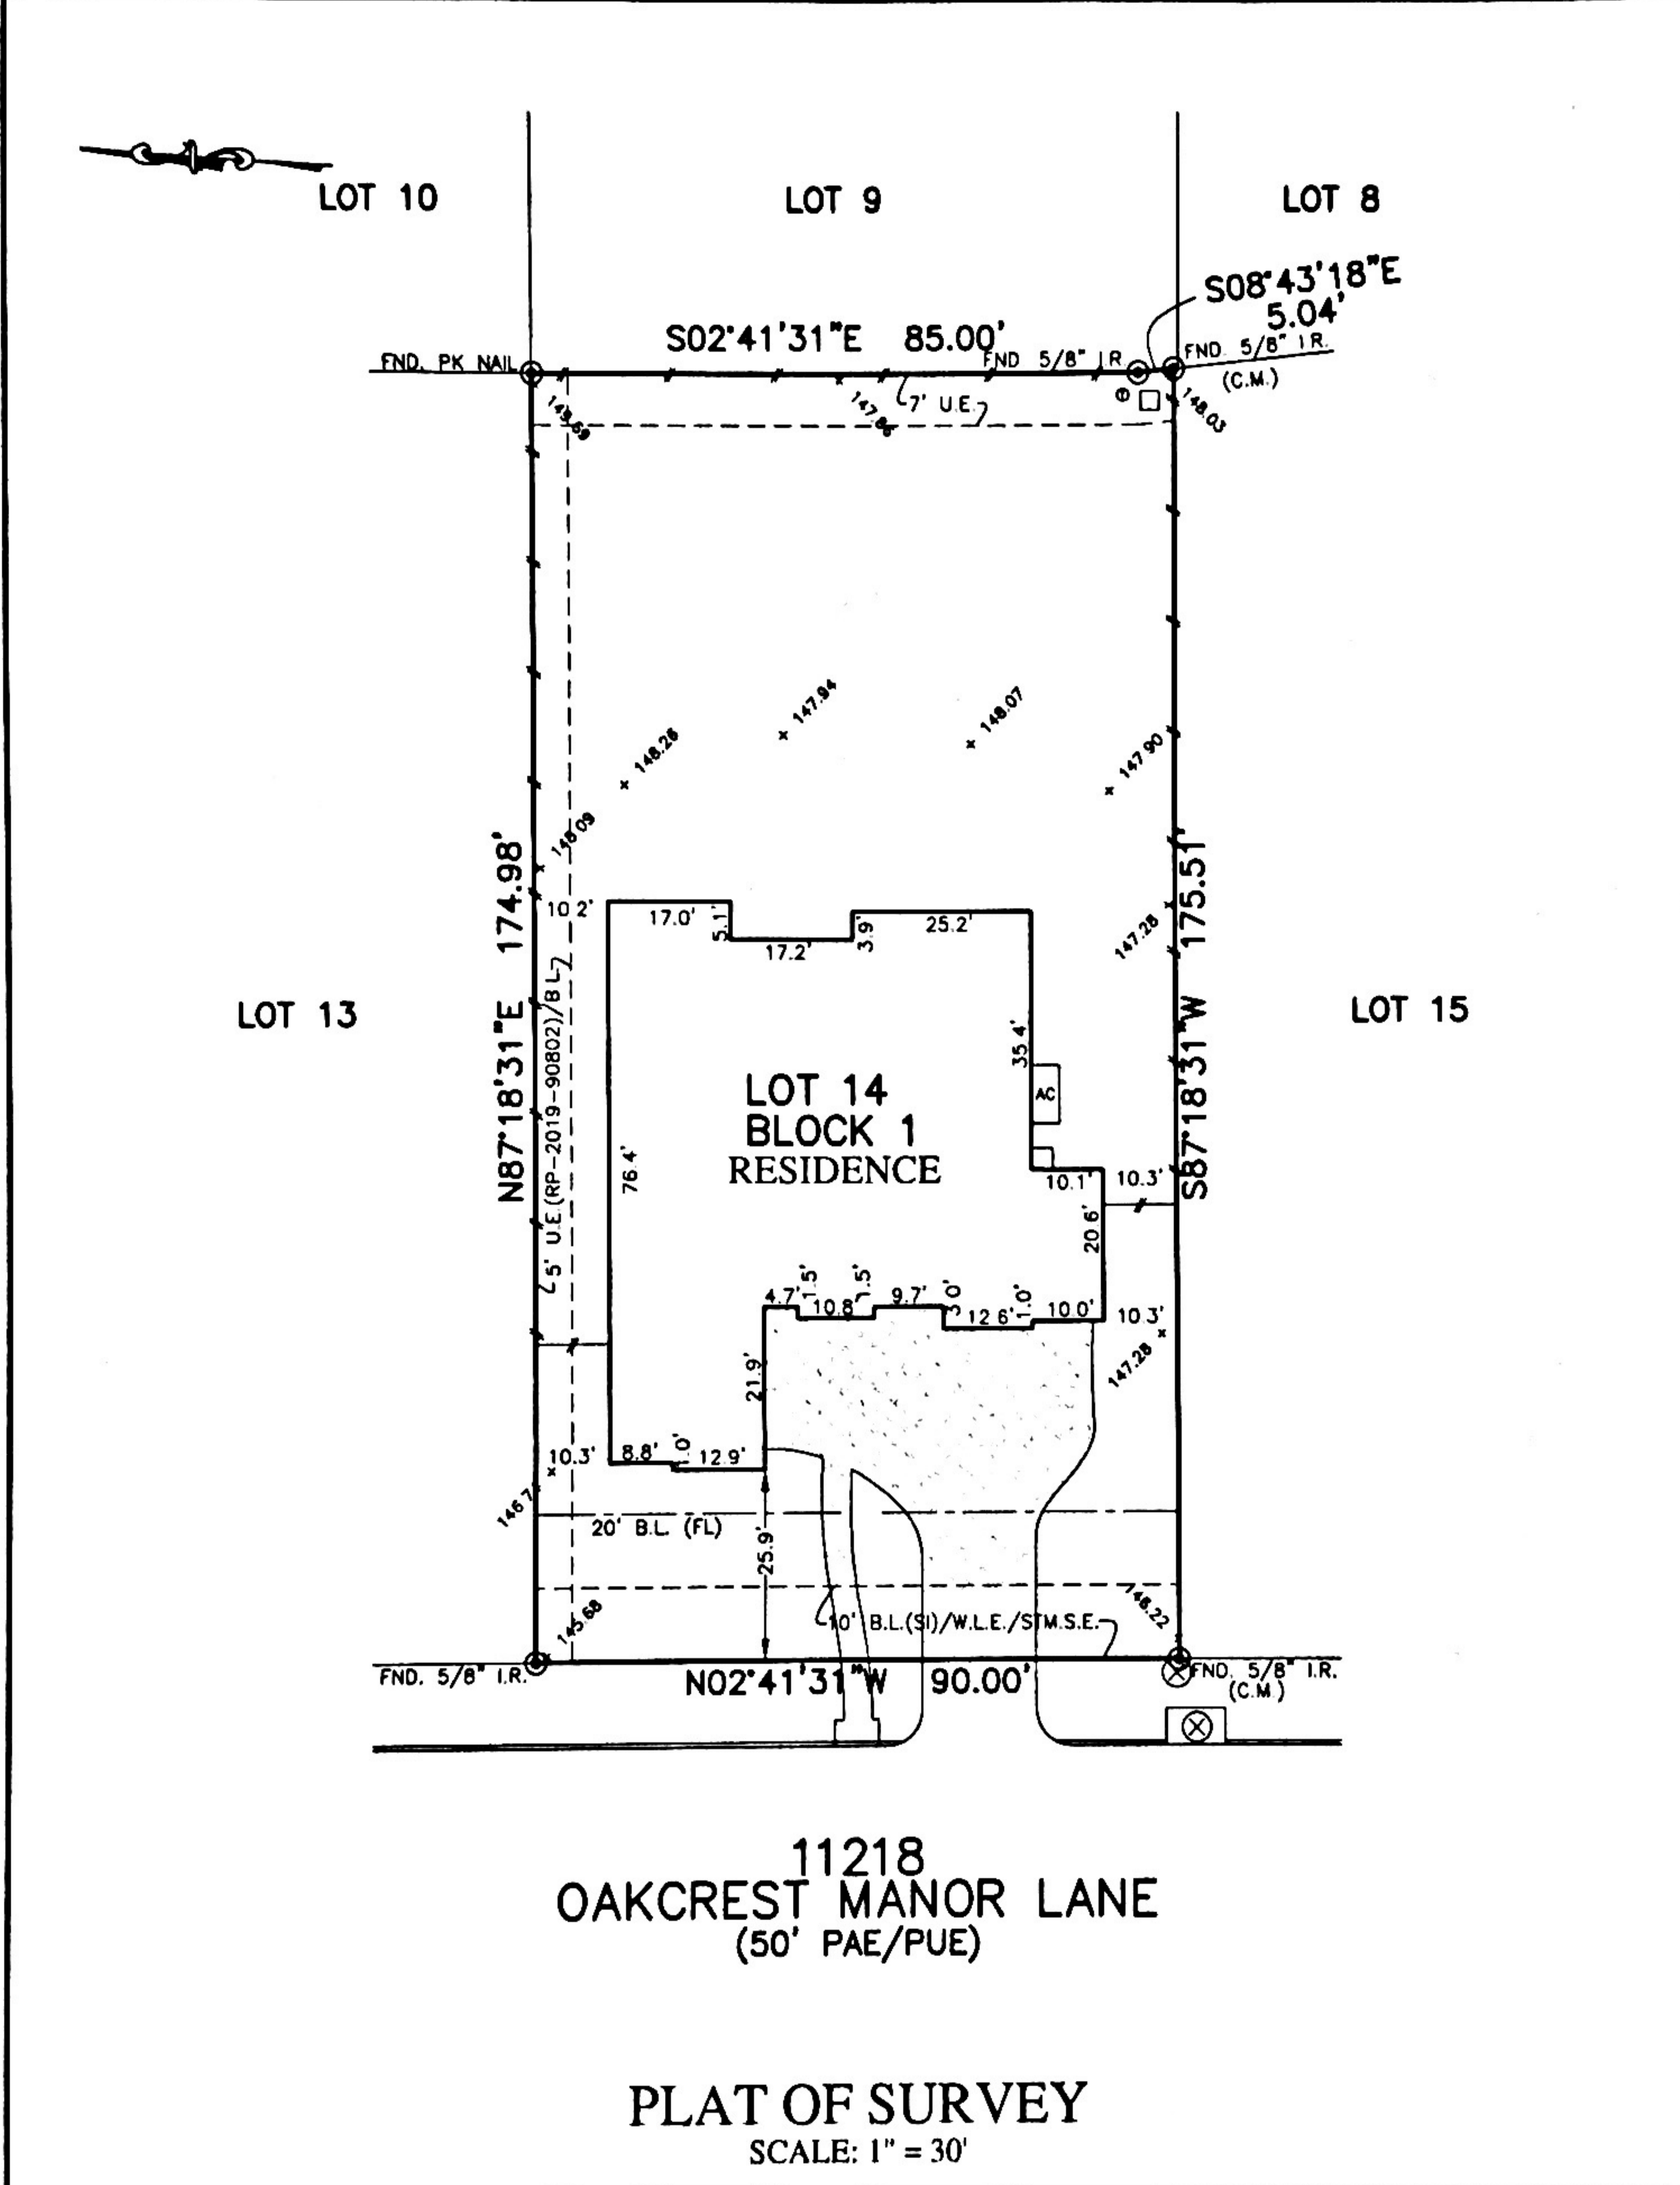 LOT 10
LOT 9
LOT 8
S08°43'18"E
5.04'
S02°41'31"E 85.00'
FND. PK NAIL
FND 5/8" I.R
FND. 5/8" I.R.
(C.M.)
7' U.E.
147.86
148.03
148.26
147.94
148.07
147.90
148.09
147.28
N87°18'31"E 174.98'
S87°18'31"W 175.51'
10.2'
17.0'
5.1'
17.2'
3.9'
25.2'
LOT 13
LOT 15
5' U.E.(RP-2019-90802)/B L
35.4'
AC
LOT 14
BLOCK 1
RESIDENCE
76.4'
10.1'
10.3'
20.6'
4.7'
1.5'
10.8'
1.5'
9.7'
3.0'
12.6'
1.0'
10.0'
10.3'
147.28
21.9'
10.3'
8.8'
1.0'
12.9'
146.7
20' B.L. (FL)
25.9'
145.68
146.22
10' B.L.(SI)/W.L.E./STM.S.E.
FND. 5/8" I.R.
N02°41'31"W 90.00'
FND. 5/8" I.R.
(C.M.)
11218
OAKCREST MANOR LANE
(50' PAE/PUE)
PLAT OF SURVEY
SCALE: 1" = 30'